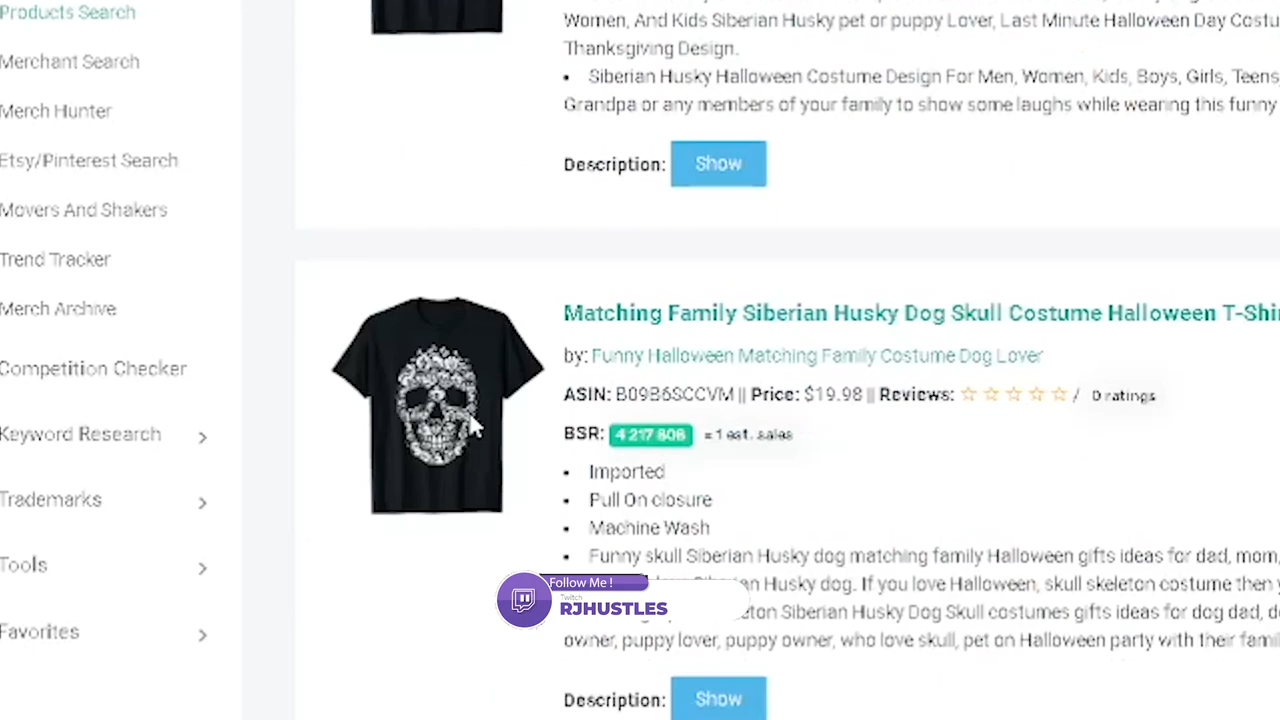 Products Search
Merchant Search
Merch Hunter
Etsy/Pinterest Search
Movers And Shakers
Trend Tracker
Merch Archive
Competition Checker
Keyword Research
Trademarks
Tools
Favorites
Women, And Kids Siberian Husky pet or puppy Lover, Last Minute Halloween Day Costu
Thanksgiving Design.
• Siberian Husky Halloween Costume Design For Men, Women, Kids, Boys, Girls, Teens,
Grandpa or any members of your family to show some laughs while wearing this funny
Description: Show
Matching Family Siberian Husky Dog Skull Costume Halloween T-Shir
by: Funny Halloween Matching Family Costume Dog Lover
ASIN: B09B6SCCVM || Price: $19.98 || Reviews: ☆☆☆☆☆ / 0 ratings
BSR: 4 217 808 = 1 est. sales
• Imported
• Pull On closure
• Machine Wash
• Funny skull Siberian Husky dog matching family Halloween gifts ideas for dad, mom,
Husky dog. If you love Halloween, skull skeleton costume then
Siberian Husky Dog Skull costumes gifts ideas for dog dad,
owner, puppy lover, puppy owner, who love skull, pet on Halloween party with their
Follow Me !
Twitch
RJHUSTLES
Description: Show